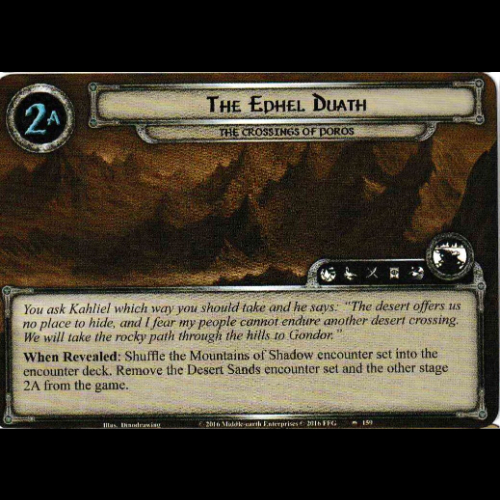 2A
THE EPHEL DUATH
THE CROSSINGS OF POROS
You ask Kahliel which way you should take and he says: "The desert offers us
no place to hide, and I fear my people cannot endure another desert crossing.
We will take the rocky path through the hills to Gondor."
When Revealed: Shuffle the Mountains of Shadow encounter set into the
encounter deck. Remove the Desert Sands encounter set and the other stage
2A from the game.
Illus. Dinodrawing © 2016 Middle-earth Enterprises © 2016 FFG 159